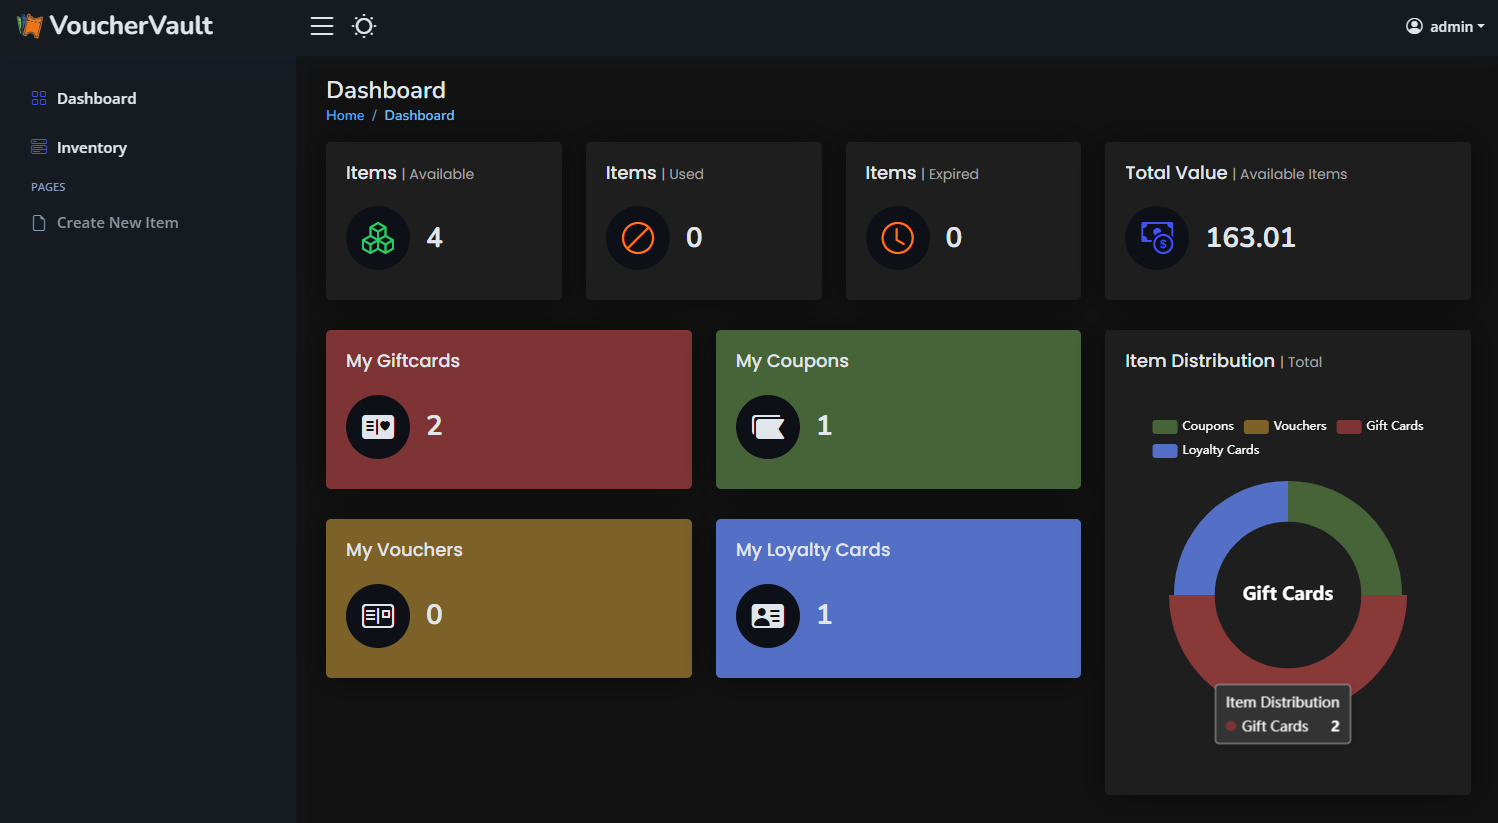 VoucherVault
admin
Dashboard
Inventory
PAGES
Create New Item
Dashboard
Home / Dashboard
Items | Available
4
Items | Used
0
Items | Expired
0
Total Value | Available Items
$
163.01
My Giftcards
2
My Coupons
1
My Vouchers
0
My Loyalty Cards
1
Item Distribution | Total
Coupons Vouchers Gift Cards
Loyalty Cards
Gift Cards
Item Distribution
Gift Cards 2